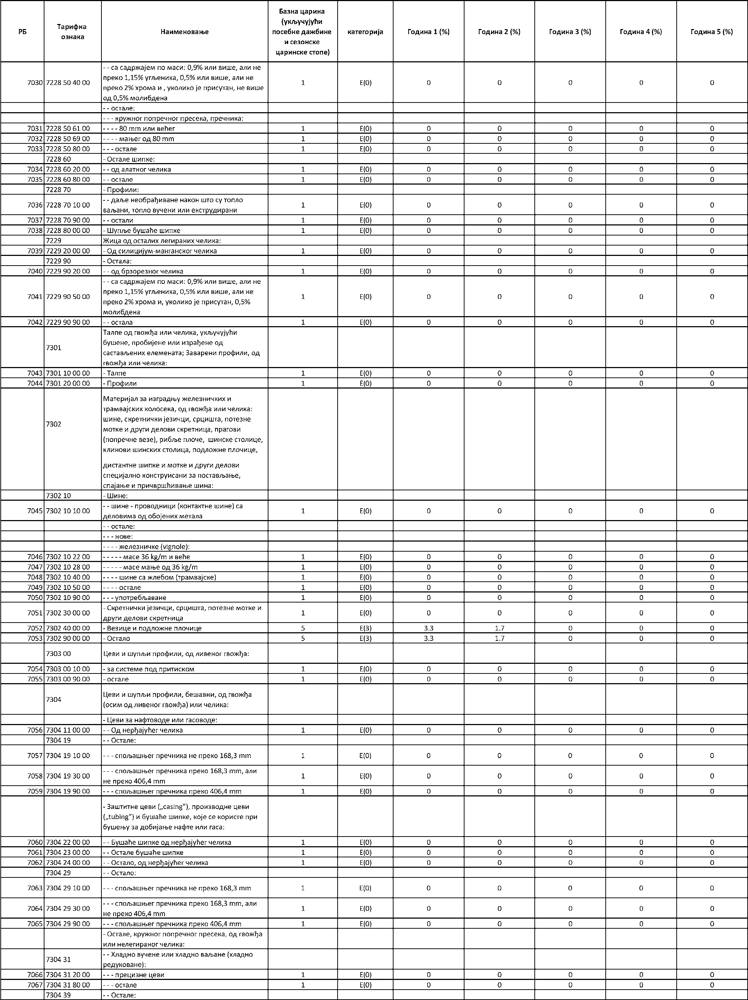 РБ Тарифна ознака Наименовање Базна царина (укључујући посебне дажбине и сезонске царинске стопе) категорија Година 1 (%) Година 2 (%) Година 3 (%) Година 4 (%) Година 5 (%)
7030 7228 50 40 00 - - са садржајем по маси: 0,9% или више, али не
преко 1,15% угљеника, 0,5% или више, али не
преко 2% хрома и , уколико је присутан, не више
од 0,5% молибдена 1 E(0) 0 0 0 0 0
- - остале:
- - - кружног попречног пресека, пречника:
7031 7228 50 61 00 - - - - 80 mm или већег 1 E(0) 0 0 0 0 0
7032 7228 50 69 00 - - - - мањег од 80 mm 1 E(0) 0 0 0 0 0
7033 7228 50 80 00 - - - остале 1 E(0) 0 0 0 0 0
7228 60 - Остале шипке:
7034 7228 60 20 00 - - од алатног челика 1 E(0) 0 0 0 0 0
7035 7228 60 80 00 - - остале 1 E(0) 0 0 0 0 0
7228 70 - Профили:
7036 7228 70 10 00 - - даље необрађиване након што су топло
ваљани, топло вучени или екструдирани 1 E(0) 0 0 0 0 0
7037 7228 70 90 00 - - остали 1 E(0) 0 0 0 0 0
7038 7228 80 00 00 - Шупље бушаће шипке 1 E(0) 0 0 0 0 0
7229 Жица од осталих легираних челика:
7039 7229 20 00 00 - Од силицијум-манганског челика 1 E(0) 0 0 0 0 0
7229 90 - Остала:
7040 7229 90 20 00 - - од брзорезног челика 1 E(0) 0 0 0 0 0
7041 7229 90 50 00 - - са садржајем по маси: 0,9% или више, али не
преко 1,15% угљеника, 0,5% или више, али не
преко 2% хрома и, уколико је присутан, 0,5%
молибдена 1 E(0) 0 0 0 0 0
7042 7229 90 90 00 - - остала 1 E(0) 0 0 0 0 0
7301 Талпе од гвожђа или челика, укључујући
бушене, пробијене или израђене од
састављених елемената; Заварени профили, од
гвожђа или челика:
7043 7301 10 00 00 - Талпе 1 E(0) 0 0 0 0 0
7044 7301 20 00 00 - Профили 1 E(0) 0 0 0 0 0
7302 Материјал за изградњу железничких и
трамвајских колосека, од гвожђа или челика:
шине, скретнички језичци, срцишта, потезне
мотке и други делови скретница, прагови
(попречне везе), рибље плоче, шинске столице,
клинови шинских столица, подложне плочице,
дистантне шипке и мотке и други делови
специјално конструисани за постављање,
спајање и причвршћивање шина:
7302 10 - Шине:
7045 7302 10 10 00 - - шине - проводници (контактне шине) са
деловима од обојених метала 1 E(0) 0 0 0 0 0
- - остале:
- - - нове:
- - - - железничке (vignole):
7046 7302 10 22 00 - - - - - масе 36 kg/m и веће 1 E(0) 0 0 0 0 0
7047 7302 10 28 00 - - - - - масе мање од 36 kg/m 1 E(0) 0 0 0 0 0
7048 7302 10 40 00 - - - - шине са жлебом (трамвајске) 1 E(0) 0 0 0 0 0
7049 7302 10 50 00 - - - - остале 1 E(0) 0 0 0 0 0
7050 7302 10 90 00 - - - употребљаване 1 E(0) 0 0 0 0 0
7051 7302 30 00 00 - Скретнички језичци, срцишта, потезне мотке и
други делови скретница 1 E(0) 0 0 0 0 0
7052 7302 40 00 00 - Везице и подложне плочице 5 E(3) 3.3 1.7 0 0 0
7053 7302 90 00 00 - Остало 5 E(3) 3.3 1.7 0 0 0
7303 00 Цеви и шупљи профили, од ливеног гвожђа:
7054 7303 00 10 00 - за системе под притиском 1 E(0) 0 0 0 0 0
7055 7303 00 90 00 - остале 1 E(0) 0 0 0 0 0
7304 Цеви и шупљи профили, бешавни, од гвожђа
(осим од ливеног гвожђа) или челика:
- Цеви за нафтоводе или гасоводе:
7056 7304 11 00 00 - - Од нерђајућег челика 1 E(0) 0 0 0 0 0
7304 19 - - Остале:
7057 7304 19 10 00 - - - спољашњег пречника не преко 168,3 mm 1 E(0) 0 0 0 0 0
7058 7304 19 30 00 - - - спољашњег пречника преко 168,3 mm, али
не преко 406,4 mm 1 E(0) 0 0 0 0 0
7059 7304 19 90 00 - - - спољашњег пречника преко 406,4 mm 1 E(0) 0 0 0 0 0
- Заштитне цеви („casing”), производне цеви
(„tubing”) и бушаће шипке, које се користе при
бушењу за добијање нафте или гаса:
7060 7304 22 00 00 - - Бушаће шипке од нерђајућег челика 1 E(0) 0 0 0 0 0
7061 7304 23 00 00 - - Остале бушаће шипке 1 E(0) 0 0 0 0 0
7062 7304 24 00 00 - - Остало, од нерђајућег челика 1 E(0) 0 0 0 0 0
7304 29 - - Остало:
7063 7304 29 10 00 - - - спољашњег пречника не преко 168,3 mm 1 E(0) 0 0 0 0 0
7064 7304 29 30 00 - - - спољашњег пречника преко 168,3 mm, али
не преко 406,4 mm 1 E(0) 0 0 0 0 0
7065 7304 29 90 00 - - - спољашњег пречника преко 406,4 mm 1 E(0) 0 0 0 0 0
- Остале, кружног попречног пресека, од гвожђа
или нелегираног челика:
7304 31 - - Хладно вучене или хладно ваљане (хладно
редуковане):
7066 7304 31 20 00 - - - прецизне цеви 1 E(0) 0 0 0 0 0
7067 7304 31 80 00 - - - остале 1 E(0) 0 0 0 0 0
7304 39 - - Остале: